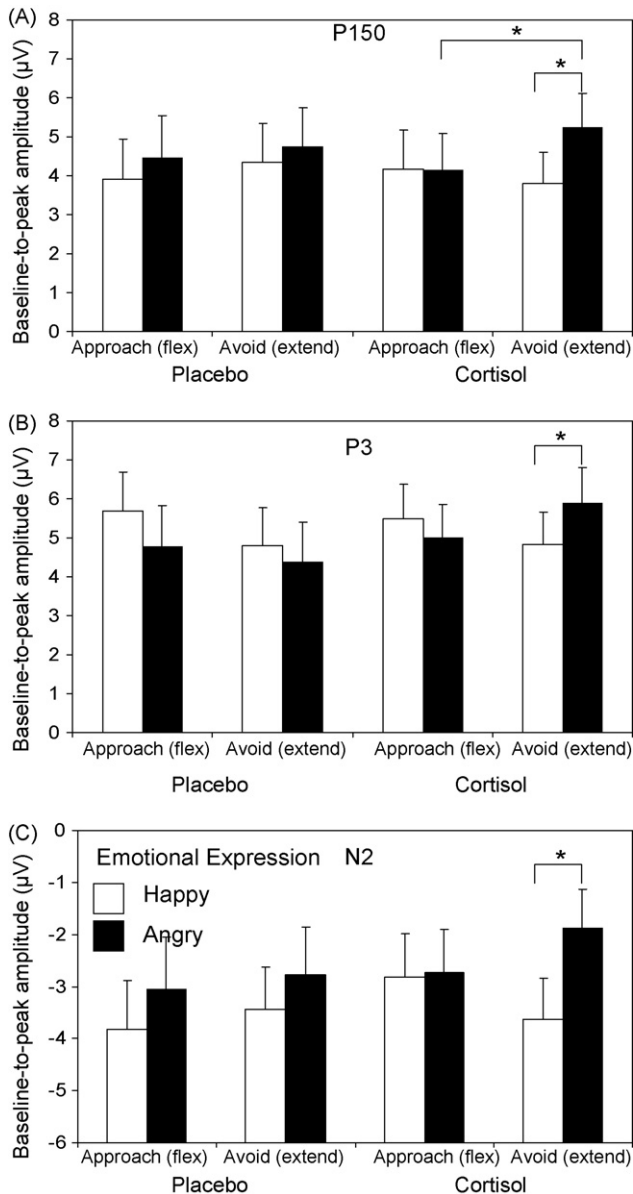 (A)
P150
*
*
Baseline-to-peak amplitude (µV)
8
7
6
5
4
3
2
1
0
Approach (flex) Avoid (extend) Approach (flex) Avoid (extend)
Placebo Cortisol
(B)
P3
*
Baseline-to-peak amplitude (µV)
8
7
6
5
4
3
2
1
0
Approach (flex) Avoid (extend) Approach (flex) Avoid (extend)
Placebo Cortisol
(C)
Emotional Expression N2
*
Happy
Angry
Baseline-to-peak amplitude (µV)
-0
-1
-2
-3
-4
-5
-6
Approach (flex) Avoid (extend) Approach (flex) Avoid (extend)
Placebo Cortisol